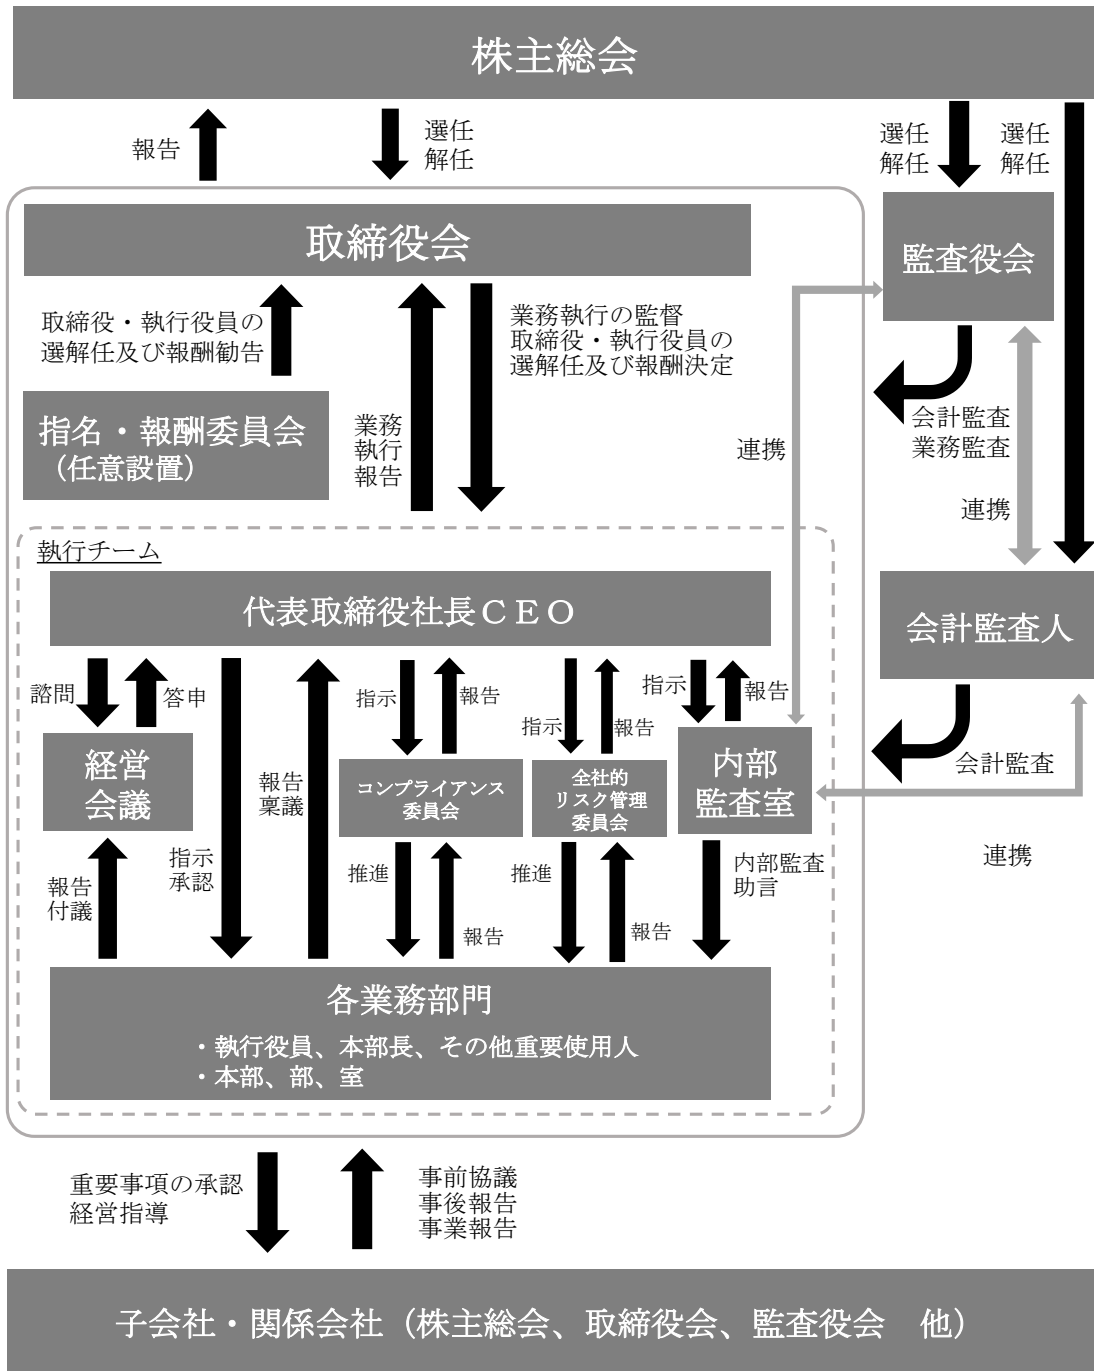 株主総会
報告
選任
解任
選任
解任
選任
解任
取締役会
監査役会
取締役・執行役員の
選解任及び報酬勧告
業務執行の監督
取締役・執行役員の
選解任及び報酬決定
指名・報酬委員会
（任意設置）
業務
執行
報告
連携
会計監査
業務監査
連携
執行チーム
代表取締役社長ＣＥＯ
会計監査人
諮問
答申
指示
報告
指示
報告
指示
報告
経営
会議
報告
稟議
コンプライアンス
委員会
全社的
リスク管理
委員会
内部
監査室
会計監査
連携
報告
付議
指示
承認
推進
報告
推進
報告
内部監査
助言
各業務部門
・執行役員、本部長、その他重要使用人
・本部、部、室
重要事項の承認
経営指導
事前協議
事後報告
事業報告
子会社・関係会社（株主総会、取締役会、監査役会　他）